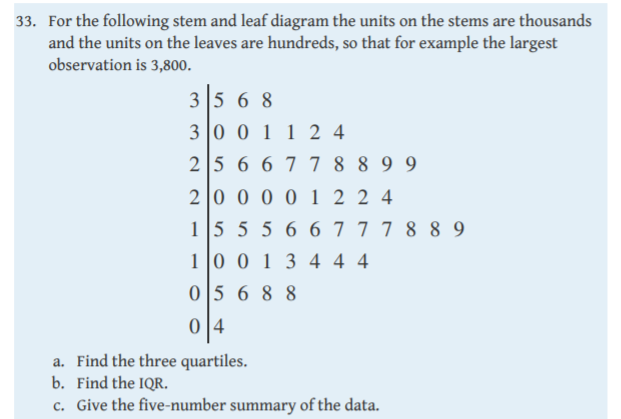 33. For the following stem and leaf diagram the units on the stems are thousands
and the units on the leaves are hundreds, so that for example the largest
observation is 3,800.
3|5 6 8
3|0 0 1 1 2 4
2|5 6 6 7 7 8 8 9 9
2|0 0 0 0 1 2 2 4
1|5 5 5 6 6 7 7 7 8 8 9
1|0 0 1 3 4 4 4
0|5 6 8 8
0|4
a. Find the three quartiles.
b. Find the IQR.
c. Give the five-number summary of the data.